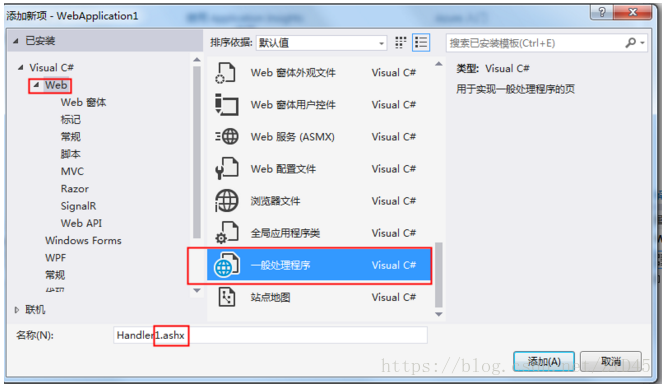 添加新项 - WebApplication1
已安装
排序依据: 默认值
搜索已安装模板(Ctrl+E)
Visual C#
Web
Web 窗体
标记
常规
脚本
MVC
Razor
SignalR
Web API
Windows Forms
WPF
常规
联机
Web 窗体外观文件 Visual C#
Web 窗体用户控件 Visual C#
Web 服务 (ASMX) Visual C#
Web 配置文件 Visual C#
浏览器文件 Visual C#
全局应用程序类 Visual C#
一般处理程序 Visual C#
站点地图 Visual C#
类型: Visual C#
用于实现一般处理程序的页
名称(N): Handler1.ashx
添加(A) 取消